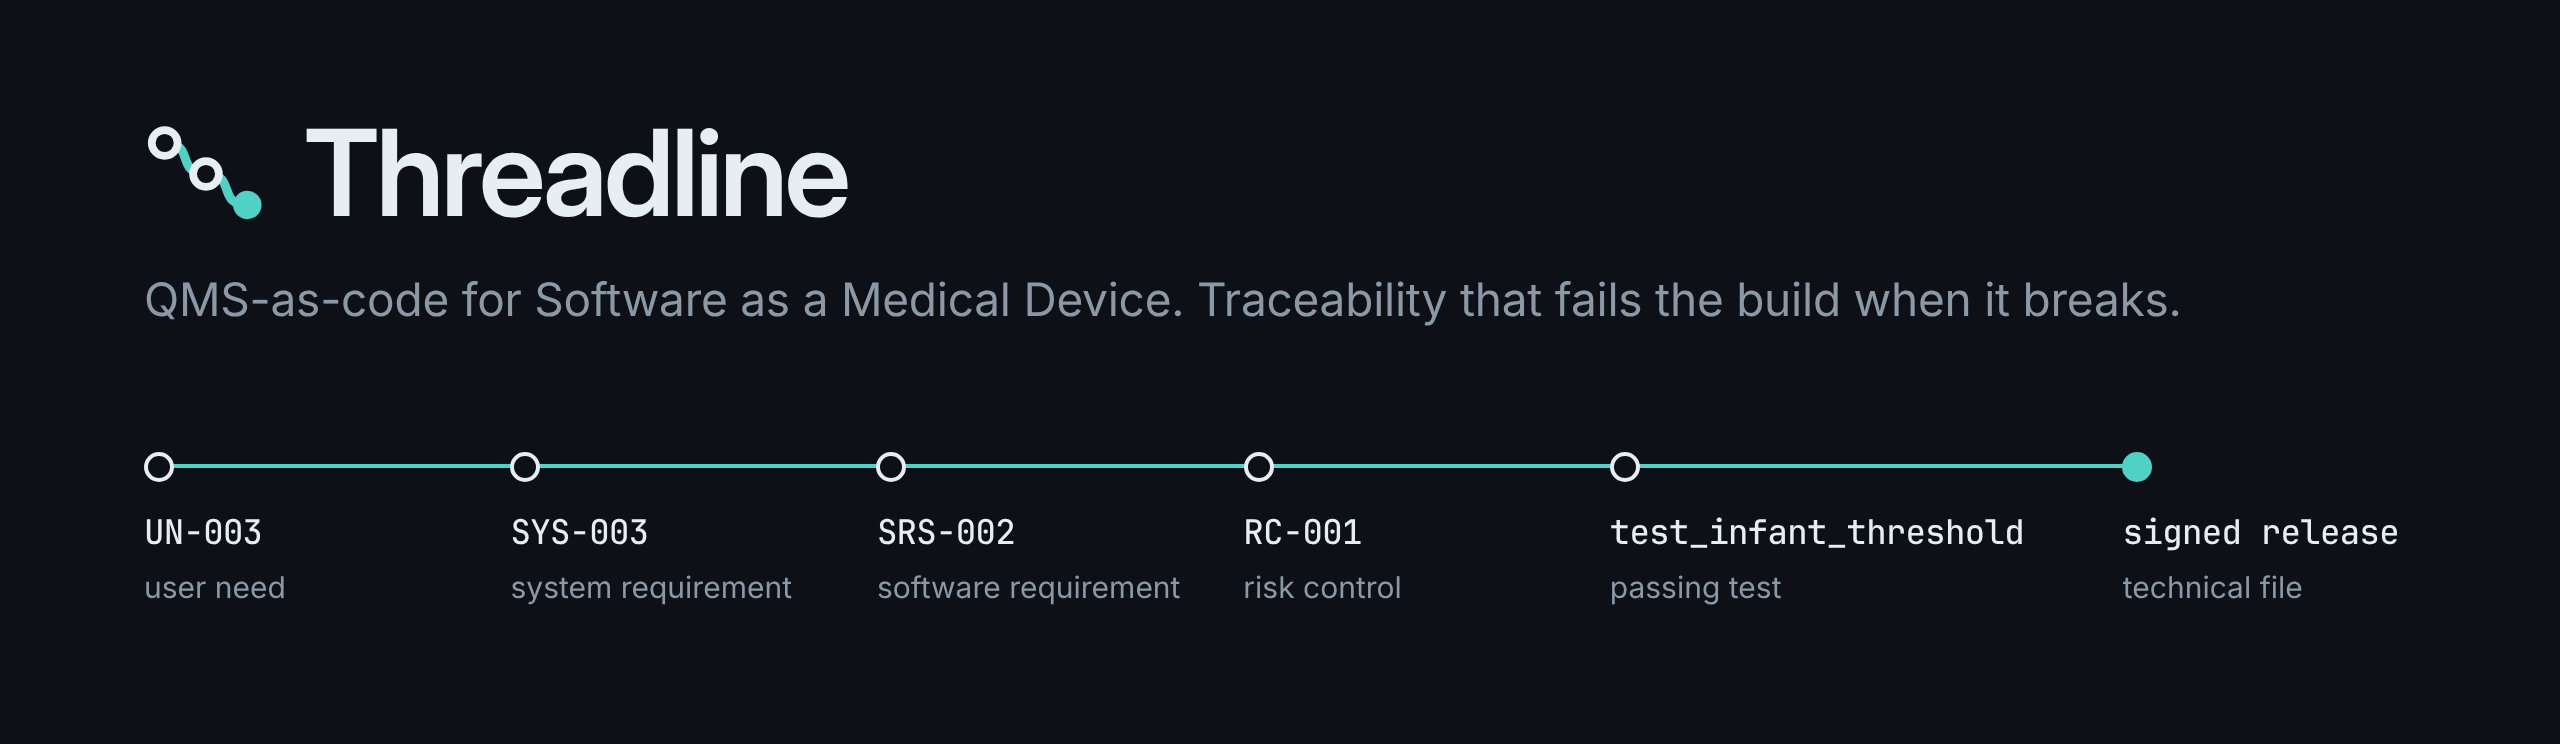 Threadline
QMS-as-code for Software as a Medical Device. Traceability that fails the build when it breaks.
UN-003 SYS-003 SRS-002 RC-001 test_infant_threshold signed release
user need system requirement software requirement risk control passing test technical file